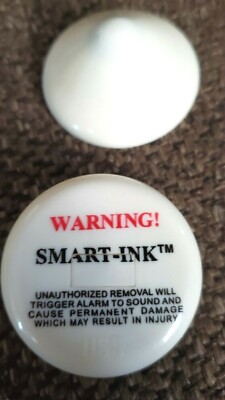 WARNING!
SMART-INK™
UNAUTHORIZED REMOVAL WILL
TRIGGER ALARM TO SOUND AND
CAUSE PERMANENT DAMAGE
WHICH MAY RESULT IN INJURY